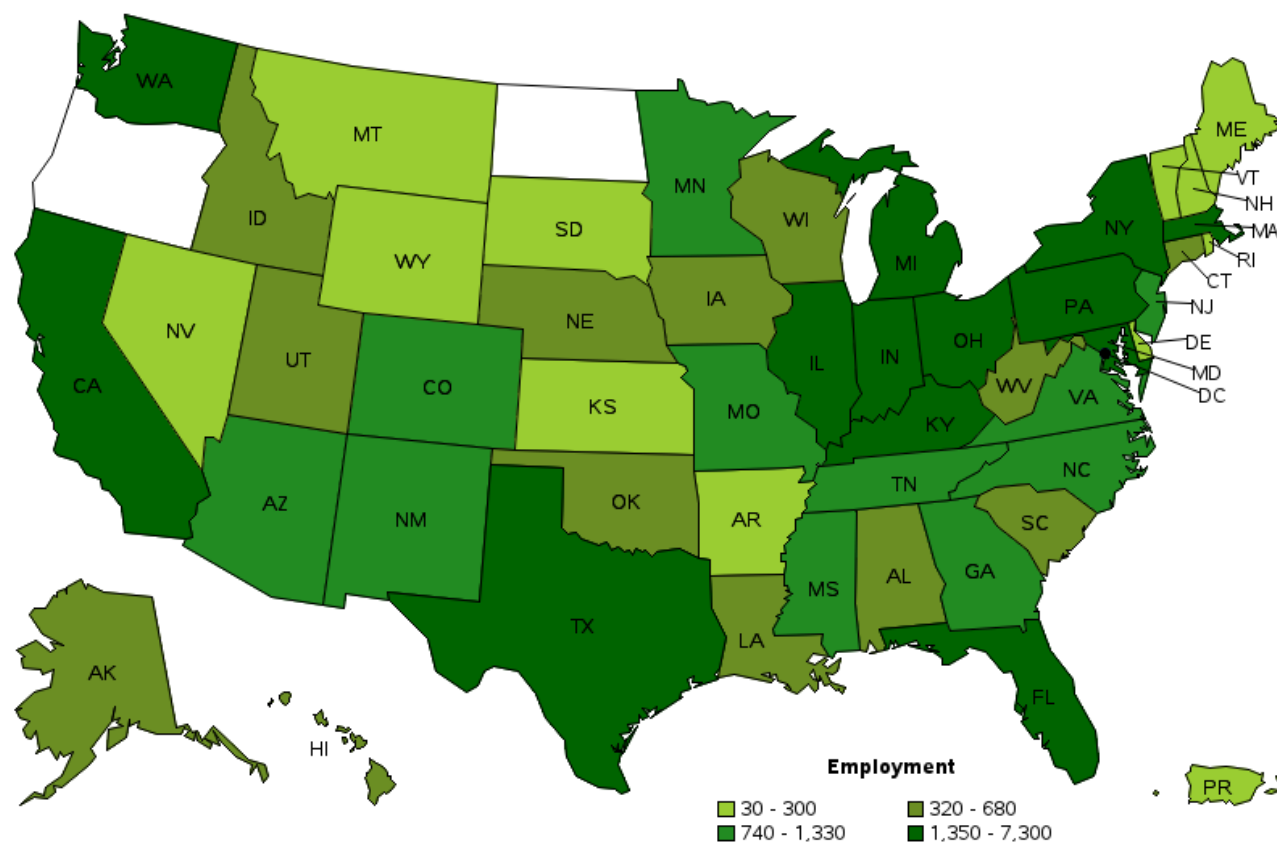 WA
MT
ME
MN
VT
NH
ID
SD
WI
NY
MA
WY
MI
RI
CT
IA
NJ
NE
PA
NV
OH
DE
UT
IL
IN
MD
CA
CO
WV
DC
KS
MO
VA
KY
NC
TN
AZ
OK
NM
AR
SC
AL
GA
MS
TX
LA
AK
FL
HI
Employment
PR
30 - 300
320 - 680
740 - 1,330
1,350 - 7,300